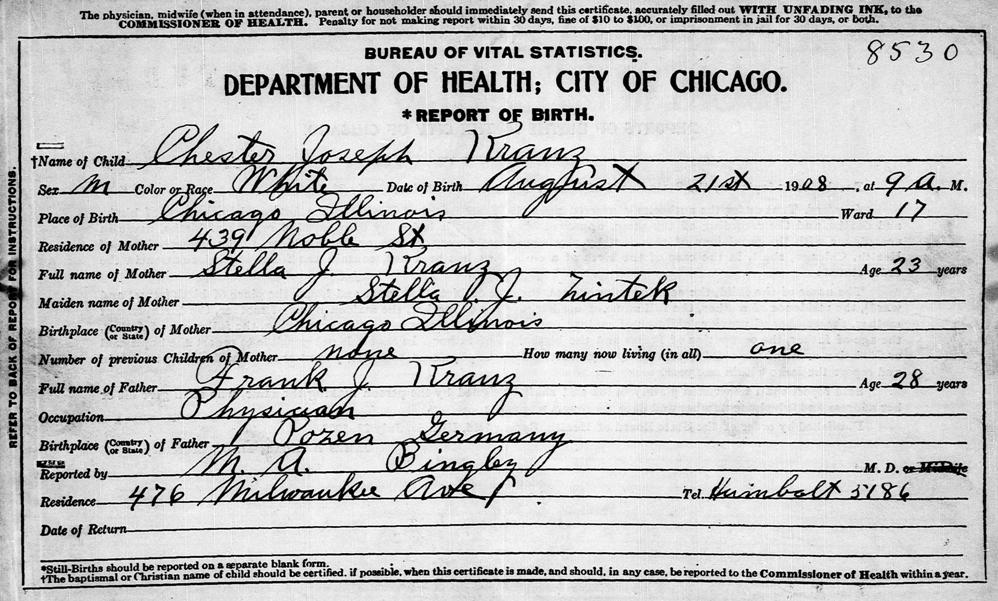 The physician, midwife (when in attendance), parent or householder should immediately send this certificate, accurately filled out WITH UNFADING INK, to the
COMMISSIONER OF HEALTH. Penalty for not making report within 30 days, fine of $10 to $100, or imprisonment in jail for 30 days, or both.
BUREAU OF VITAL STATISTICS. 8530
DEPARTMENT OF HEALTH; CITY OF CHICAGO.
*REPORT OF BIRTH.
†Name of Child Chester Joseph Kranz
Sex M Color or Race White Date of Birth August 21st 1908, at 9 A. M.
Place of Birth Chicago Illinois Ward 17
Residence of Mother 439 Noble St
Full name of Mother Stella J. Kranz Age 23 years
Maiden name of Mother Stella J. Zintek
Birthplace (Country or State) of Mother Chicago Illinois
Number of previous Children of Mother none How many now living (in all) one
Full name of Father Frank J. Kranz Age 28 years
Occupation Physician
Birthplace (Country or State) of Father Pozen Germany
Reported by M. A. Bingley M. D. or Midwife
Residence 476 Milwaukee Ave Tel. Humbolt 5186
Date of Return
*Still-Births should be reported on a separate blank form.
†The baptismal or Christian name of child should be certified, if possible, when this certificate is made, and should, in any case, be reported to the Commissioner of Health within a year.
REFER TO BACK OF REPORT FOR INSTRUCTIONS.